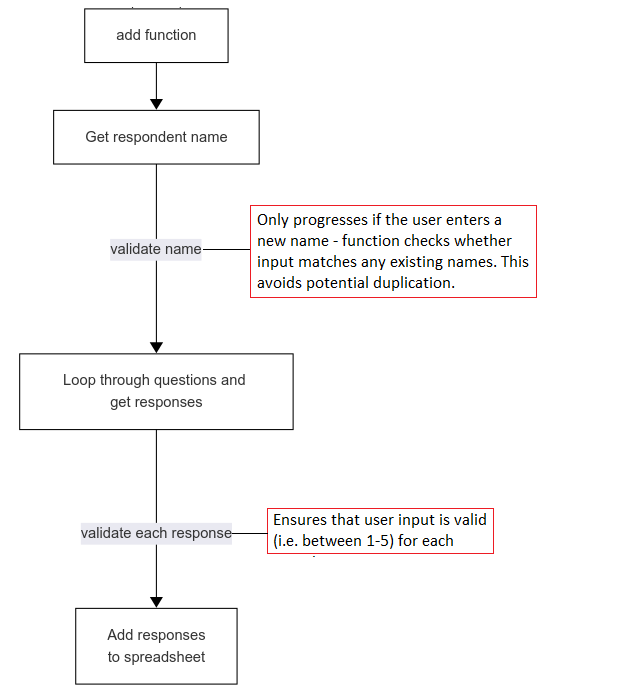 add function
Get respondent name
validate name
Only progresses if the user enters a
new name - function checks whether
input matches any existing names. This
avoids potential duplication.
Loop through questions and
get responses
validate each response
Ensures that user input is valid
(i.e. between 1-5) for each
Add responses
to spreadsheet